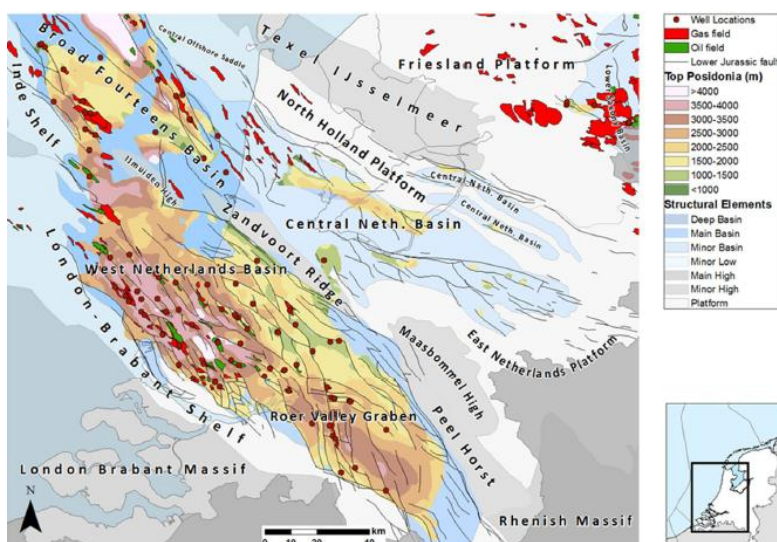 Central Offshore Saddle
Broad Fourteens Basin
Texel Ijsselmeer
Friesland Platform
Inde Shelf
North Holland Platform
IJmuiden High
Central Neth. Basin
Central Neth. Basin
Central Neth. Basin
Zandvoort Ridge
West Netherlands Basin
London-Brabant Shelf
East Netherlands Platform
Maasbommel High
Roer Valley Graben
Peel Horst
London Brabant Massif
Rhenish Massif
N
km
Well Locations
Gas field
Oil field
Lower Jurassic fault
Top Posidonia (m)
>4000
3500-4000
3000-3500
2500-3000
2000-2500
1500-2000
1000-1500
<1000
Structural Elements
Deep Basin
Main Basin
Minor Basin
Minor Low
Main High
Minor High
Platform